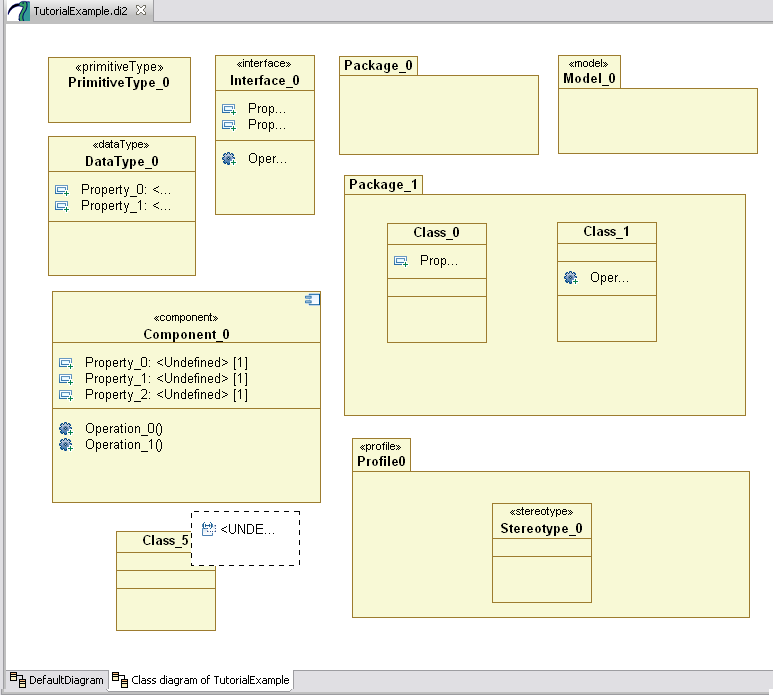 TutorialExample.di2
«primitiveType»
PrimitiveType_0
«interface»
Interface_0
Prop...
Prop...
Oper...
Package_0
«model»
Model_0
«dataType»
DataType_0
Property_0: <...
Property_1: <...
Package_1
Class_0
Prop...
Class_1
Oper...
«component»
Component_0
Property_0: <Undefined> [1]
Property_1: <Undefined> [1]
Property_2: <Undefined> [1]
Operation_0()
Operation_1()
«profile»
Profile0
«stereotype»
Stereotype_0
<UNDE...
Class_5
DefaultDiagram
Class diagram of TutorialExample